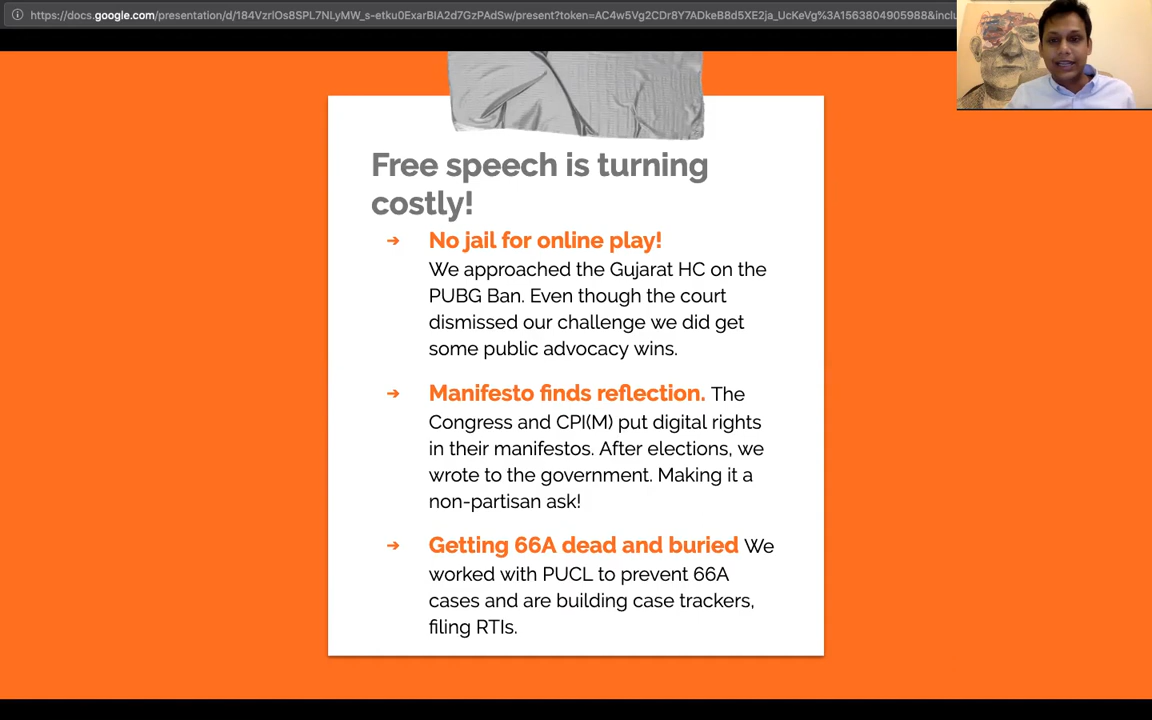 https://docs.google.com/presentation/d/184VzrlOs8SPL7NLyMW_s-etku0ExarBIA2d7GzPAdSw/present?token=AC4w5Vg2CDr8Y7ADkeB8d5XE2ja_UcKeVg%3A1563804905988&inclu
Free speech is turning
costly!
➔ No jail for online play!
We approached the Gujarat HC on the
PUBG Ban. Even though the court
dismissed our challenge we did get
some public advocacy wins.
➔ Manifesto finds reflection. The
Congress and CPI(M) put digital rights
in their manifestos. After elections, we
wrote to the government. Making it a
non-partisan ask!
➔ Getting 66A dead and buried We
worked with PUCL to prevent 66A
cases and are building case trackers,
filing RTIs.